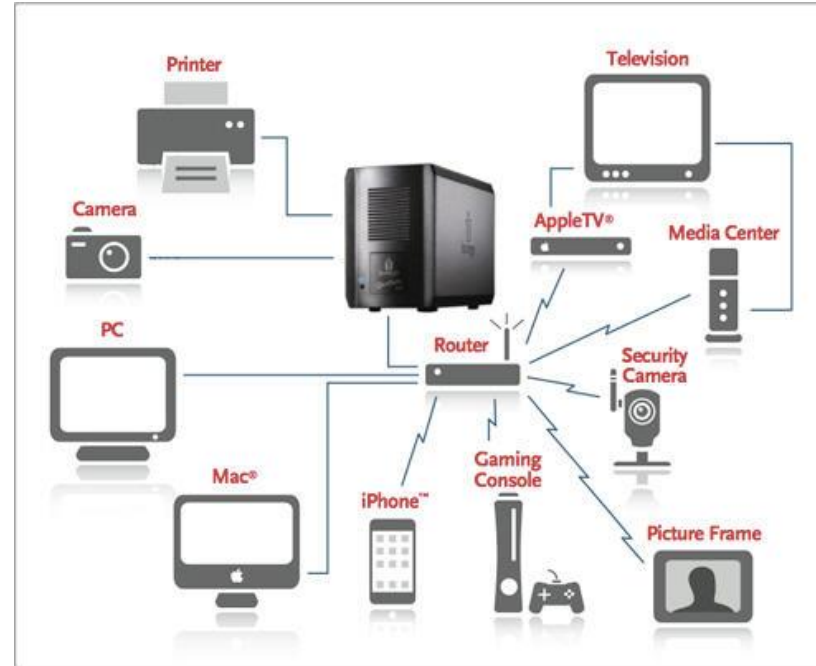 Printer
Television
Camera
AppleTV®
Media Center
PC
Router
Security
Camera
Mac®
iPhone™
Gaming
Console
Picture Frame